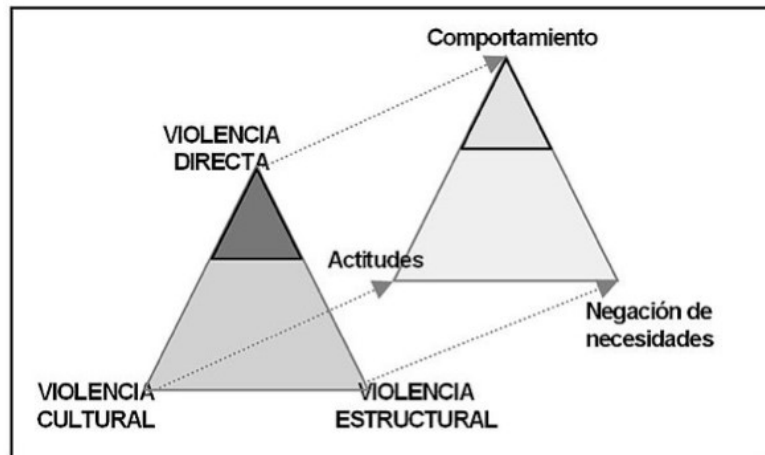 Comportamiento
VIOLENCIA
DIRECTA
Actitudes
Negación de
necesidades
VIOLENCIA
CULTURAL
VIOLENCIA
ESTRUCTURAL